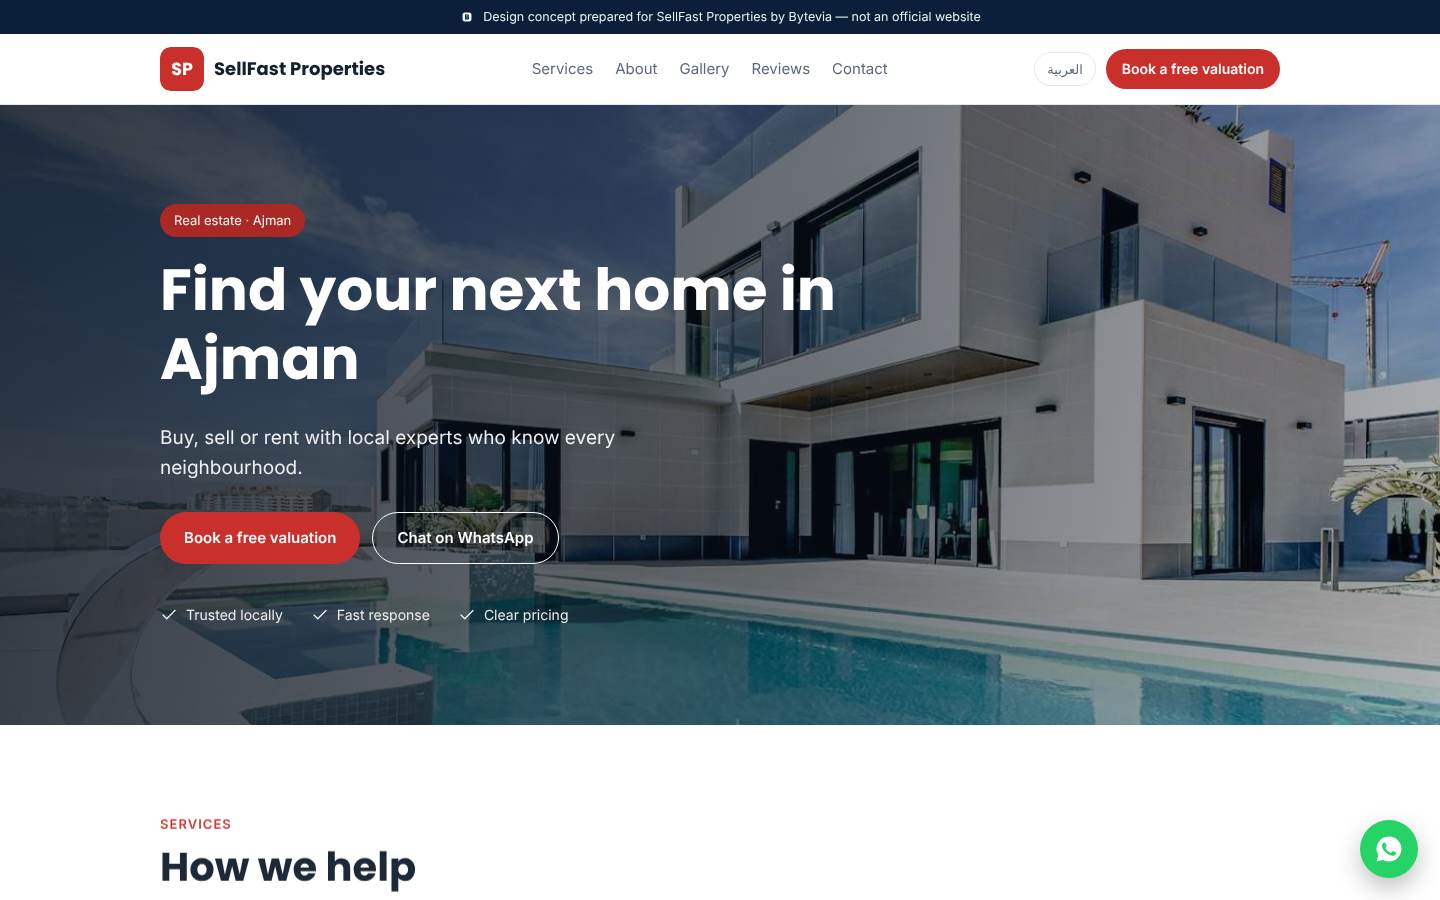 Design concept prepared for SellFast Properties by Bytevia — not an official website
SP SellFast Properties
Services About Gallery Reviews Contact
العربية
Book a free valuation
Real estate · Ajman
Find your next home in
Ajman
Buy, sell or rent with local experts who know every
neighbourhood.
Book a free valuation
Chat on WhatsApp
Trusted locally
Fast response
Clear pricing
SERVICES
How we help